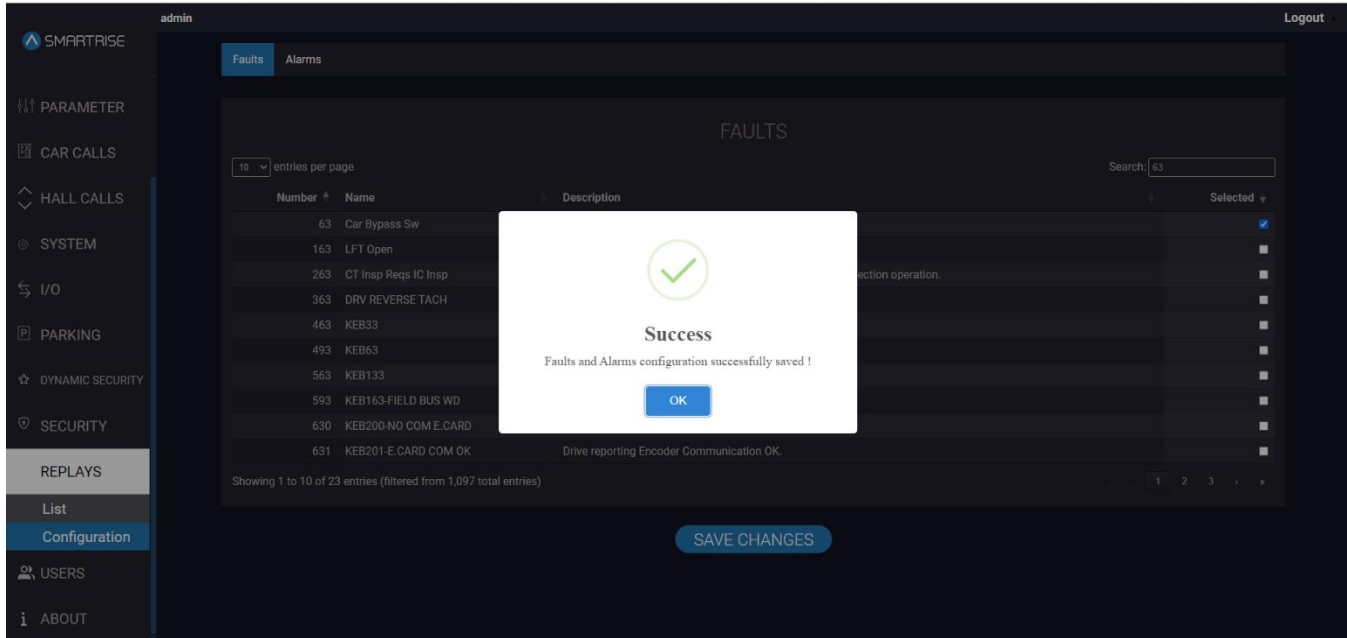 admin
Logout
SMARTRISE
PARAMETER
CAR CALLS
HALL CALLS
SYSTEM
I/O
PARKING
DYNAMIC SECURITY
SECURITY
REPLAYS
List
Configuration
USERS
ABOUT
Faults Alarms
FAULTS
10 entries per page
Search: 63
Number Name Description Selected
63 Car Bypass Sw
163 LFT Open
263 CT Insp Reqs IC Insp ection operation.
363 DRV REVERSE TACH
463 KEB33
493 KEB63
563 KEB133
593 KEB163-FIELD BUS WD
630 KEB200-NO COM E.CARD
631 KEB201-E.CARD COM OK Drive reporting Encoder Communication OK.
Showing 1 to 10 of 23 entries (filtered from 1,097 total entries)
« ‹ 1 2 3 › »
Success
Faults and Alarms configuration successfully saved !
OK
SAVE CHANGES